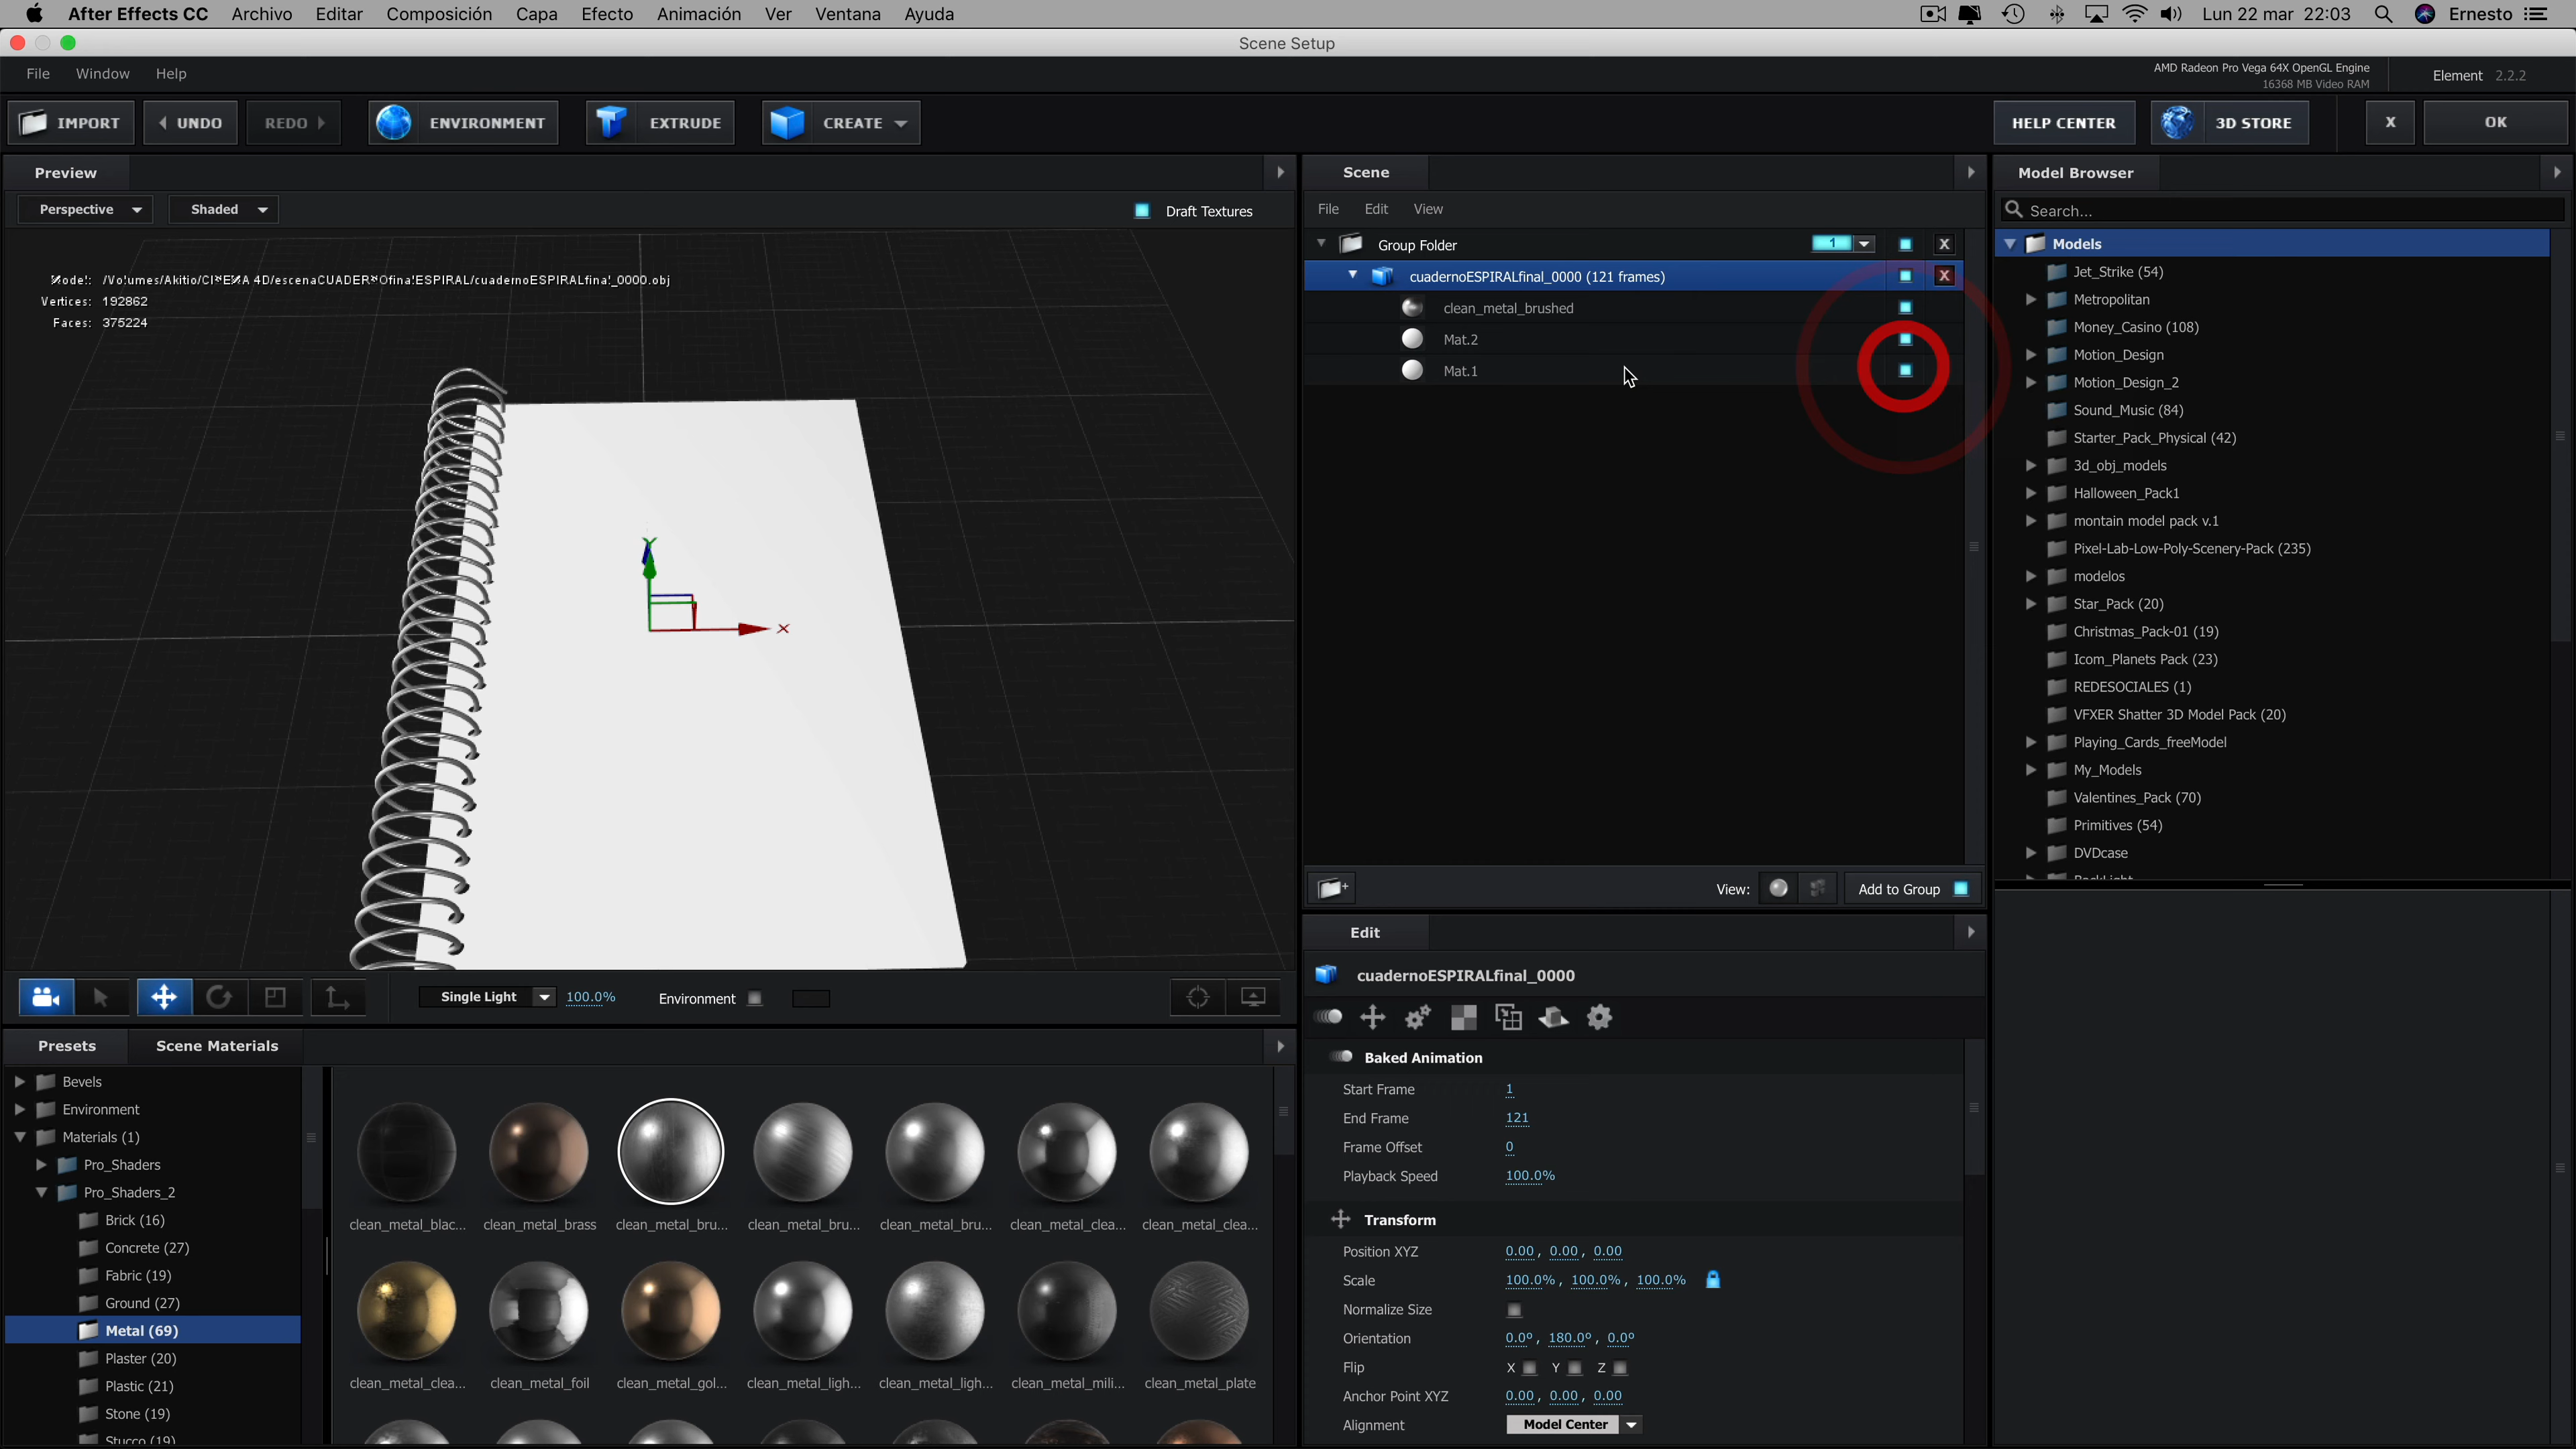 After Effects CC Archivo Editar Composición Capa Efecto Animación Ver Ventana Ayuda Lun 22 mar 22:03 Ernesto
Scene Setup
File Window Help
AMD Radeon Pro Vega 64X OpenGL Engine
16368 MB Video RAM
Element 2.2.2
IMPORT UNDO REDO ENVIRONMENT EXTRUDE CREATE HELP CENTER 3D STORE X OK
Preview
Perspective Shaded Draft Textures
Vertices: 192862
Faces: 375224
X
Single Light 100.0% Environment
Scene
File Edit View
Group Folder 1 X
cuadernoESPIRALfinal_0000 (121 frames) X
clean_metal_brushed
Mat.2
Mat.1
View: Add to Group
Model Browser
Search...
Models
Jet_Strike (54)
Metropolitan
Money_Casino (108)
Motion_Design
Motion_Design_2
Sound_Music (84)
Starter_Pack_Physical (42)
3d_obj_models
Halloween_Pack1
montain model pack v.1
Pixel-Lab-Low-Poly-Scenery-Pack (235)
modelos
Star_Pack (20)
Christmas_Pack-01 (19)
Icom_Planets Pack (23)
REDESOCIALES (1)
VFXER Shatter 3D Model Pack (20)
Playing_Cards_freeModel
My_Models
Valentines_Pack (70)
Primitives (54)
DVDcase
Presets Scene Materials
Bevels
Environment
Materials (1)
Pro_Shaders
Pro_Shaders_2
Brick (16)
Concrete (27)
Fabric (19)
Ground (27)
Metal (69)
Plaster (20)
Plastic (21)
Stone (19)
Stucco (19)
clean_metal_blac... clean_metal_brass clean_metal_bru... clean_metal_bru... clean_metal_bru... clean_metal_clea... clean_metal_clea...
clean_metal_clea... clean_metal_foil clean_metal_gol... clean_metal_ligh... clean_metal_ligh... clean_metal_mili... clean_metal_plate
Edit
cuadernoESPIRALfinal_0000
Baked Animation
Start Frame 1
End Frame 121
Frame Offset 0
Playback Speed 100.0%
Transform
Position XYZ 0.00, 0.00, 0.00
Scale 100.0%, 100.0%, 100.0%
Normalize Size
Orientation 0.0º, 180.0º, 0.0º
Flip X Y Z
Anchor Point XYZ 0.00, 0.00, 0.00
Alignment Model Center